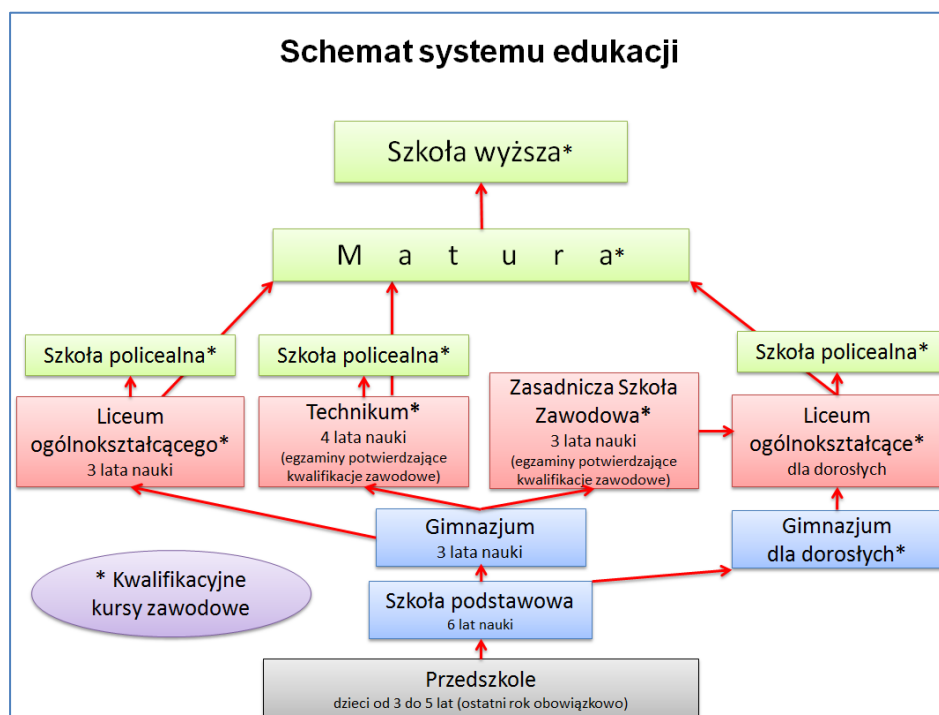 Schemat systemu edukacji
Szkoła wyższa*
M a t u r a*
Szkoła policealna*
Szkoła policealna*
Szkoła policealna*
Liceum
ogólnokształcącego*
3 lata nauki
Technikum*
4 lata nauki
(egzaminy potwierdzające
kwalifikacje zawodowe)
Zasadnicza Szkoła
Zawodowa*
3 lata nauki
(egzaminy potwierdzające
kwalifikacje zawodowe)
Liceum
ogólnokształcące*
dla dorosłych
Gimnazjum
3 lata nauki
Gimnazjum
dla dorosłych*
* Kwalifikacyjne
kursy zawodowe
Szkoła podstawowa
6 lat nauki
Przedszkole
dzieci od 3 do 5 lat (ostatni rok obowiązkowo)